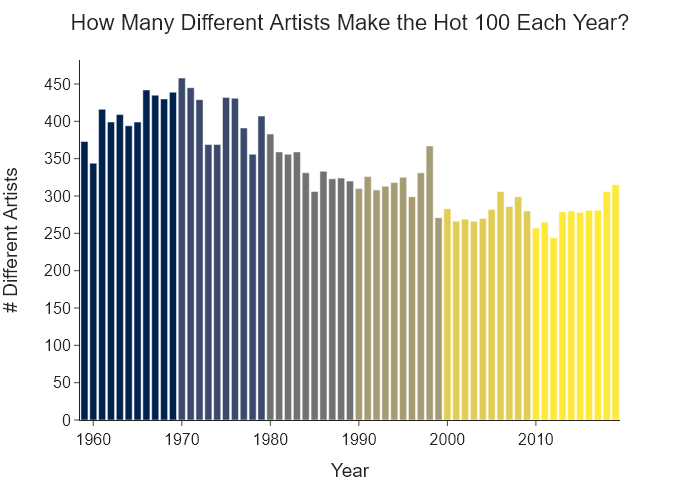 How Many Different Artists Make the Hot 100 Each Year?
# Different Artists
450
400
350
300
250
200
150
100
50
0
1960 1970 1980 1990 2000 2010
Year